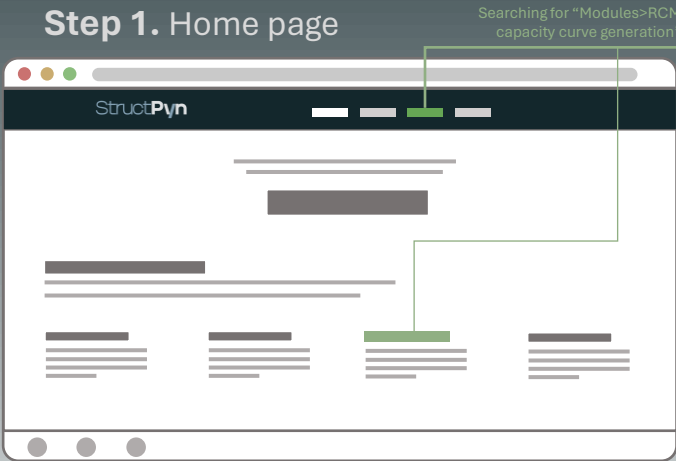 Step 1. Home page
Searching for “Modules>RCM
capacity curve generation
StructPyn